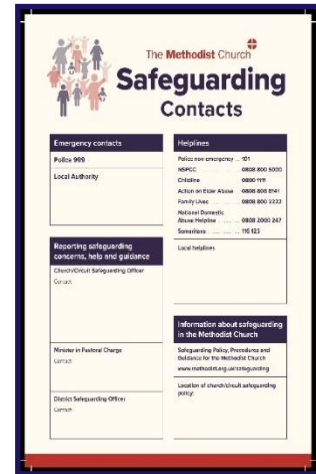 The Methodist Church
Safeguarding
Contacts
Emergency contacts
Police 999
Local Authority
Reporting safeguarding
concerns, help and guidance
Church/Circuit Safeguarding Officer
Contact:
Minister in Pastoral Charge
Contact:
District Safeguarding Officer
Contact:
Helplines
Police non-emergency ... 101
NSPCC ... 0808 800 5000
Childline ... 0800 1111
Action on Elder Abuse ... 0808 808 8141
Family Lives ... 0808 800 2222
National Domestic
Abuse Helpline ... 0808 2000 247
Samaritans ... 116 123
Local helplines
Information about safeguarding
in the Methodist Church
Safeguarding Policy, Procedures and
Guidance for the Methodist Church
www.methodist.org.uk/safeguarding
Location of church/circuit safeguarding
policy: